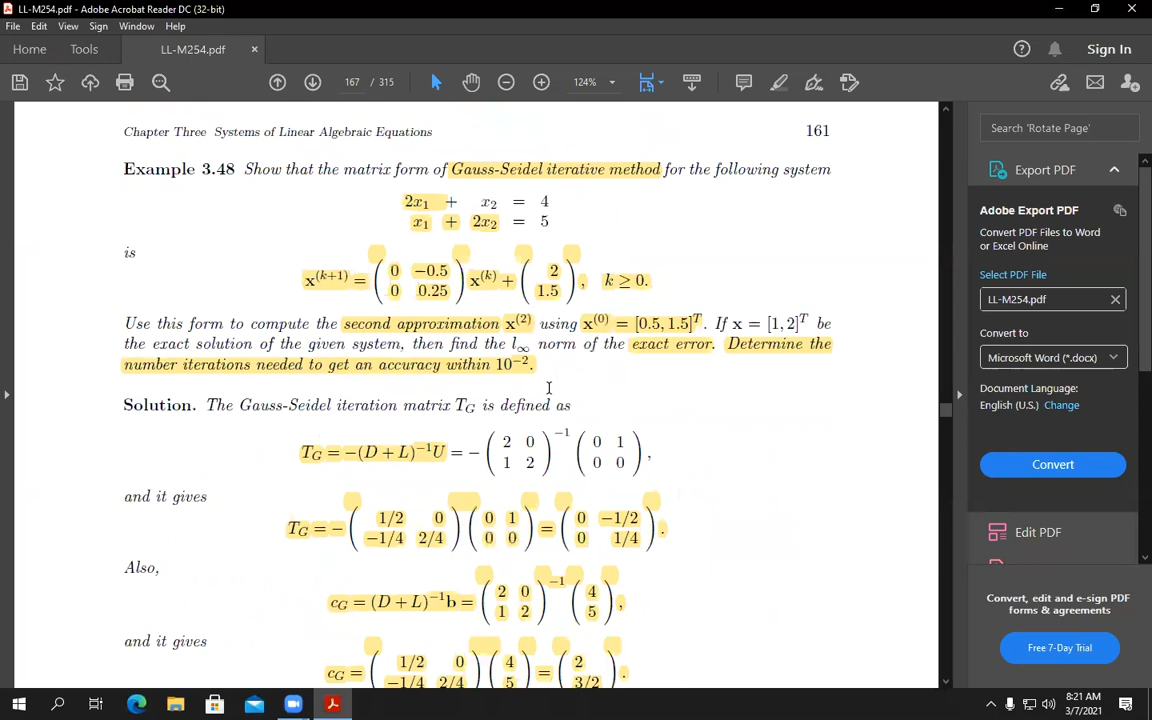 LL-M254.pdf - Adobe Acrobat Reader DC (32-bit)
File Edit View Sign Window Help
Home Tools LL-M254.pdf × Sign In
167 / 315 124%
Chapter Three Systems of Linear Algebraic Equations 161
Example 3.48 Show that the matrix form of Gauss-Seidel iterative method for the following system
2x₁ + x₂ = 4
x₁ + 2x₂ = 5
is
x⁽ᵏ⁺¹⁾ = ( 0 −0.5 ; 0 0.25 ) x⁽ᵏ⁾ + ( 2 ; 1.5 ), k ≥ 0.
Use this form to compute the second approximation x⁽²⁾ using x⁽⁰⁾ = [0.5, 1.5]ᵀ. If x = [1, 2]ᵀ be
the exact solution of the given system, then find the l∞ norm of the exact error. Determine the
number iterations needed to get an accuracy within 10⁻².
Solution. The Gauss-Seidel iteration matrix T_G is defined as
T_G = −(D + L)⁻¹U = − ( 2 0 ; 1 2 )⁻¹ ( 0 1 ; 0 0 ),
and it gives
T_G = − ( 1/2 0 ; −1/4 2/4 ) ( 0 1 ; 0 0 ) = ( 0 −1/2 ; 0 1/4 ).
Also,
c_G = (D + L)⁻¹b = ( 2 0 ; 1 2 )⁻¹ ( 4 ; 5 ),
and it gives
c_G = ( 1/2 0 ; −1/4 2/4 ) ( 4 ; 5 ) = ( 2 ; 3/2 ).
Search 'Rotate Page'
Export PDF
Adobe Export PDF
Convert PDF Files to Word
or Excel Online
Select PDF File
LL-M254.pdf
Convert to
Microsoft Word (*.docx)
Document Language:
English (U.S.) Change
Convert
Edit PDF
Convert, edit and e-sign PDF
forms & agreements
Free 7-Day Trial
8:21 AM
3/7/2021